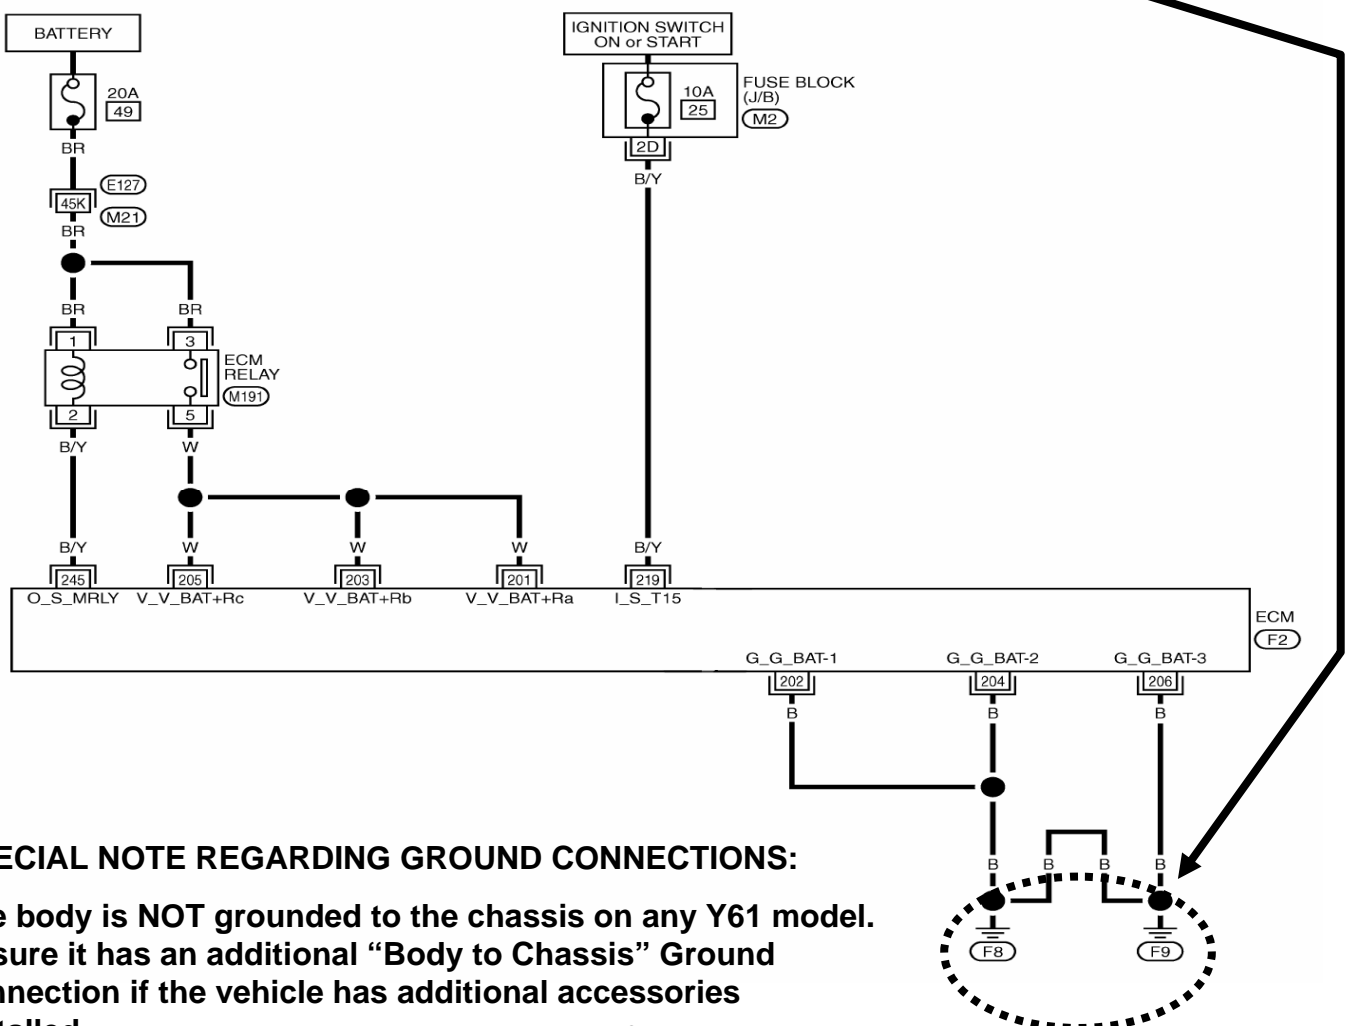 BATTERY
IGNITION SWITCH
ON or START
20A
49
10A
25
FUSE BLOCK
(J/B)
M2
BR
2D
B/Y
E127
45K
M21
BR
BR
BR
1
3
ECM
RELAY
M191
2
5
B/Y
W
B/Y
W
W
W
B/Y
245
205
203
201
219
O_S_MRLY
V_V_BAT+Rc
V_V_BAT+Rb
V_V_BAT+Ra
I_S_T15
ECM
F2
G_G_BAT-1
G_G_BAT-2
G_G_BAT-3
202
204
206
B
B
B
B
B
B
B
F8
F9
ECIAL NOTE REGARDING GROUND CONNECTIONS:
e body is NOT grounded to the chassis on any Y61 model.
sure it has an additional “Body to Chassis” Ground
nnection if the vehicle has additional accessories